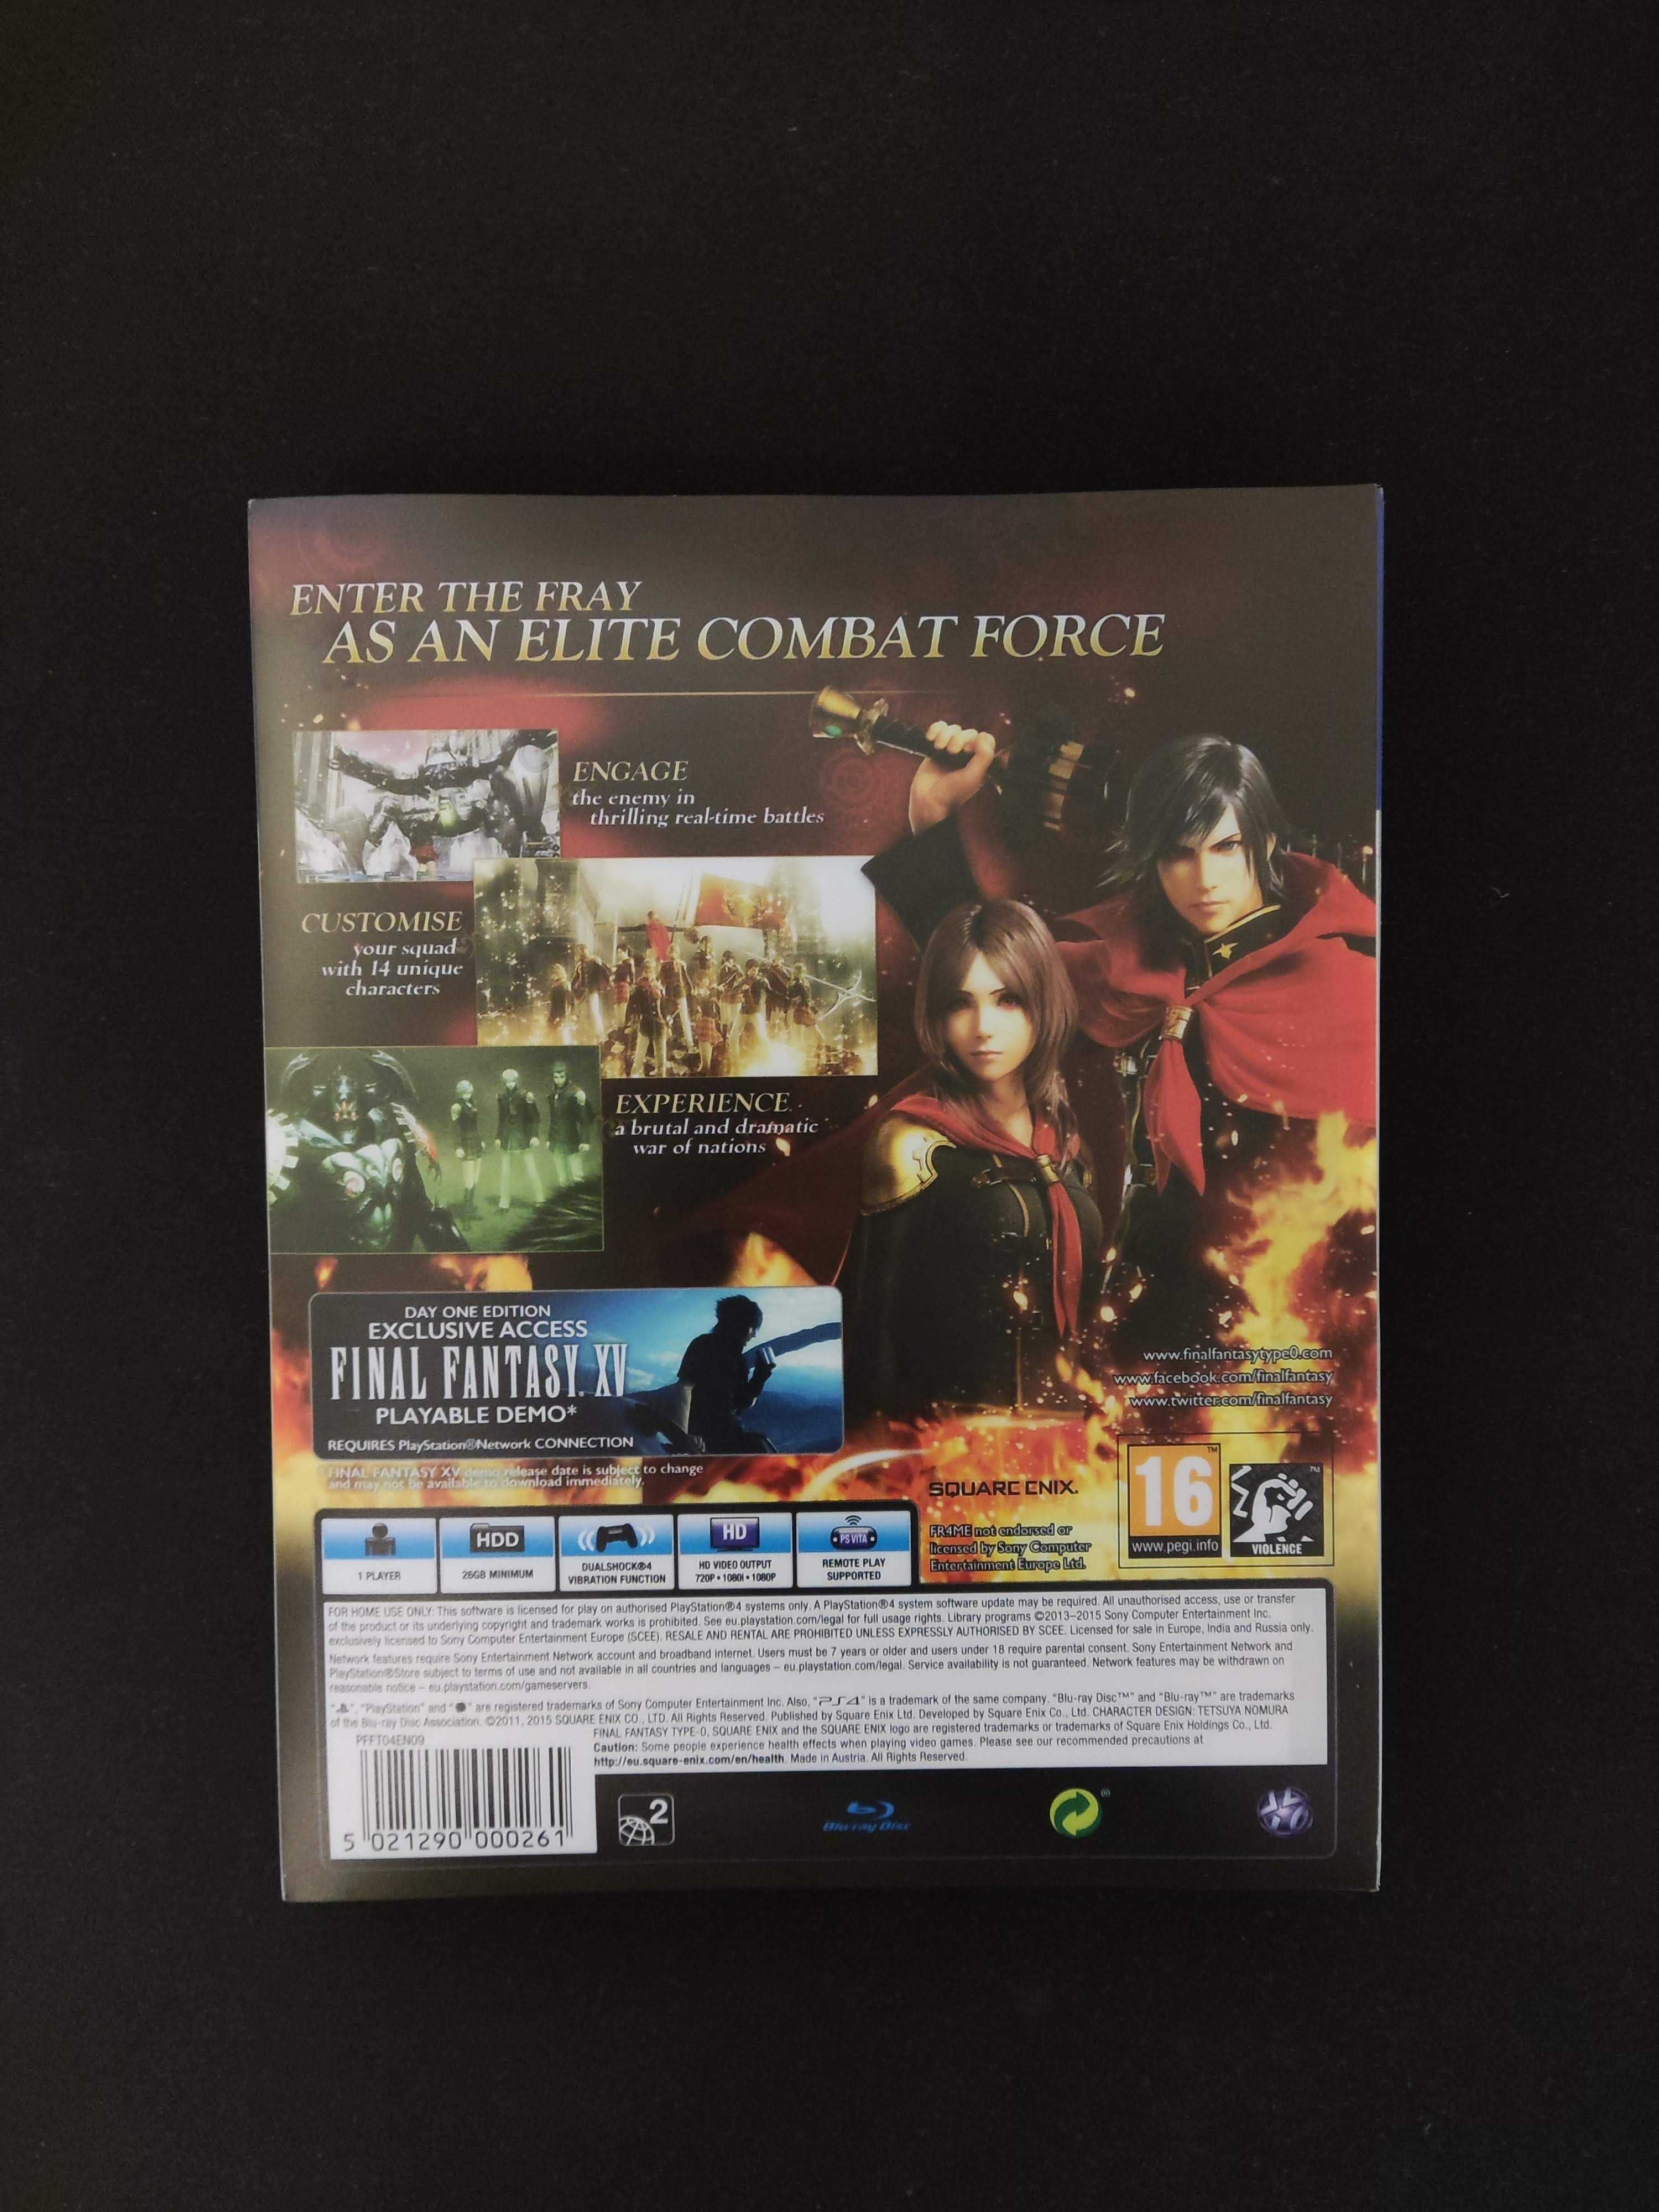 ENTER THE FRAY
AS AN ELITE COMBAT FORCE
ENGAGE
the enemy in
thrilling real-time battles
CUSTOMISE
your squad
with 14 unique
characters
EXPERIENCE
a brutal and dramatic
war of nations
DAY ONE EDITION
EXCLUSIVE ACCESS
FINAL FANTASY XV
PLAYABLE DEMO*
REQUIRES PlayStation®Network CONNECTION
* FINAL FANTASY XV demo release date is subject to change
and may not be available to download immediately.
www.finalfantasytype0.com
www.facebook.com/finalfantasy
www.twitter.com/finalfantasy
SQUARE ENIX.
FR4ME not endorsed or
licensed by Sony Computer
Entertainment Europe Ltd.
16 ™
www.pegi.info
™
VIOLENCE
1 PLAYER
HDD
26GB MINIMUM
DUALSHOCK®4
VIBRATION FUNCTION
HD
HD VIDEO OUTPUT
720P • 1080i • 1080P
PS VITA
REMOTE PLAY
SUPPORTED
FOR HOME USE ONLY: This software is licensed for play on authorised PlayStation®4 systems only. A PlayStation®4 system software update may be required. All unauthorised access, use or transfer
of the product or its underlying copyright and trademark works is prohibited. See eu.playstation.com/legal for full usage rights. Library programs ©2013–2015 Sony Computer Entertainment Inc.
exclusively licensed to Sony Computer Entertainment Europe (SCEE). RESALE AND RENTAL ARE PROHIBITED UNLESS EXPRESSLY AUTHORISED BY SCEE. Licensed for sale in Europe, India and Russia only.
Network features require Sony Entertainment Network account and broadband internet. Users must be 7 years or older and users under 18 require parental consent. Sony Entertainment Network and
PlayStation®Store subject to terms of use and not available in all countries and languages – eu.playstation.com/legal. Service availability is not guaranteed. Network features may be withdrawn on
reasonable notice – eu.playstation.com/gameservers.
" ", "PlayStation" and " " are registered trademarks of Sony Computer Entertainment Inc. Also, "PS4" is a trademark of the same company. "Blu-ray Disc™" and "Blu-ray™" are trademarks
of the Blu-ray Disc Association. ©2011, 2015 SQUARE ENIX CO., LTD. All Rights Reserved. Published by Square Enix Ltd. Developed by Square Enix Co., Ltd. CHARACTER DESIGN: TETSUYA NOMURA
FINAL FANTASY TYPE-0, SQUARE ENIX and the SQUARE ENIX logo are registered trademarks or trademarks of Square Enix Holdings Co., Ltd.
Caution: Some people experience health effects when playing video games. Please see our recommended precautions at
http://eu.square-enix.com/en/health. Made in Austria. All Rights Reserved.
PFFT04EN09
5 021290 000261
2
Blu-ray Disc
®